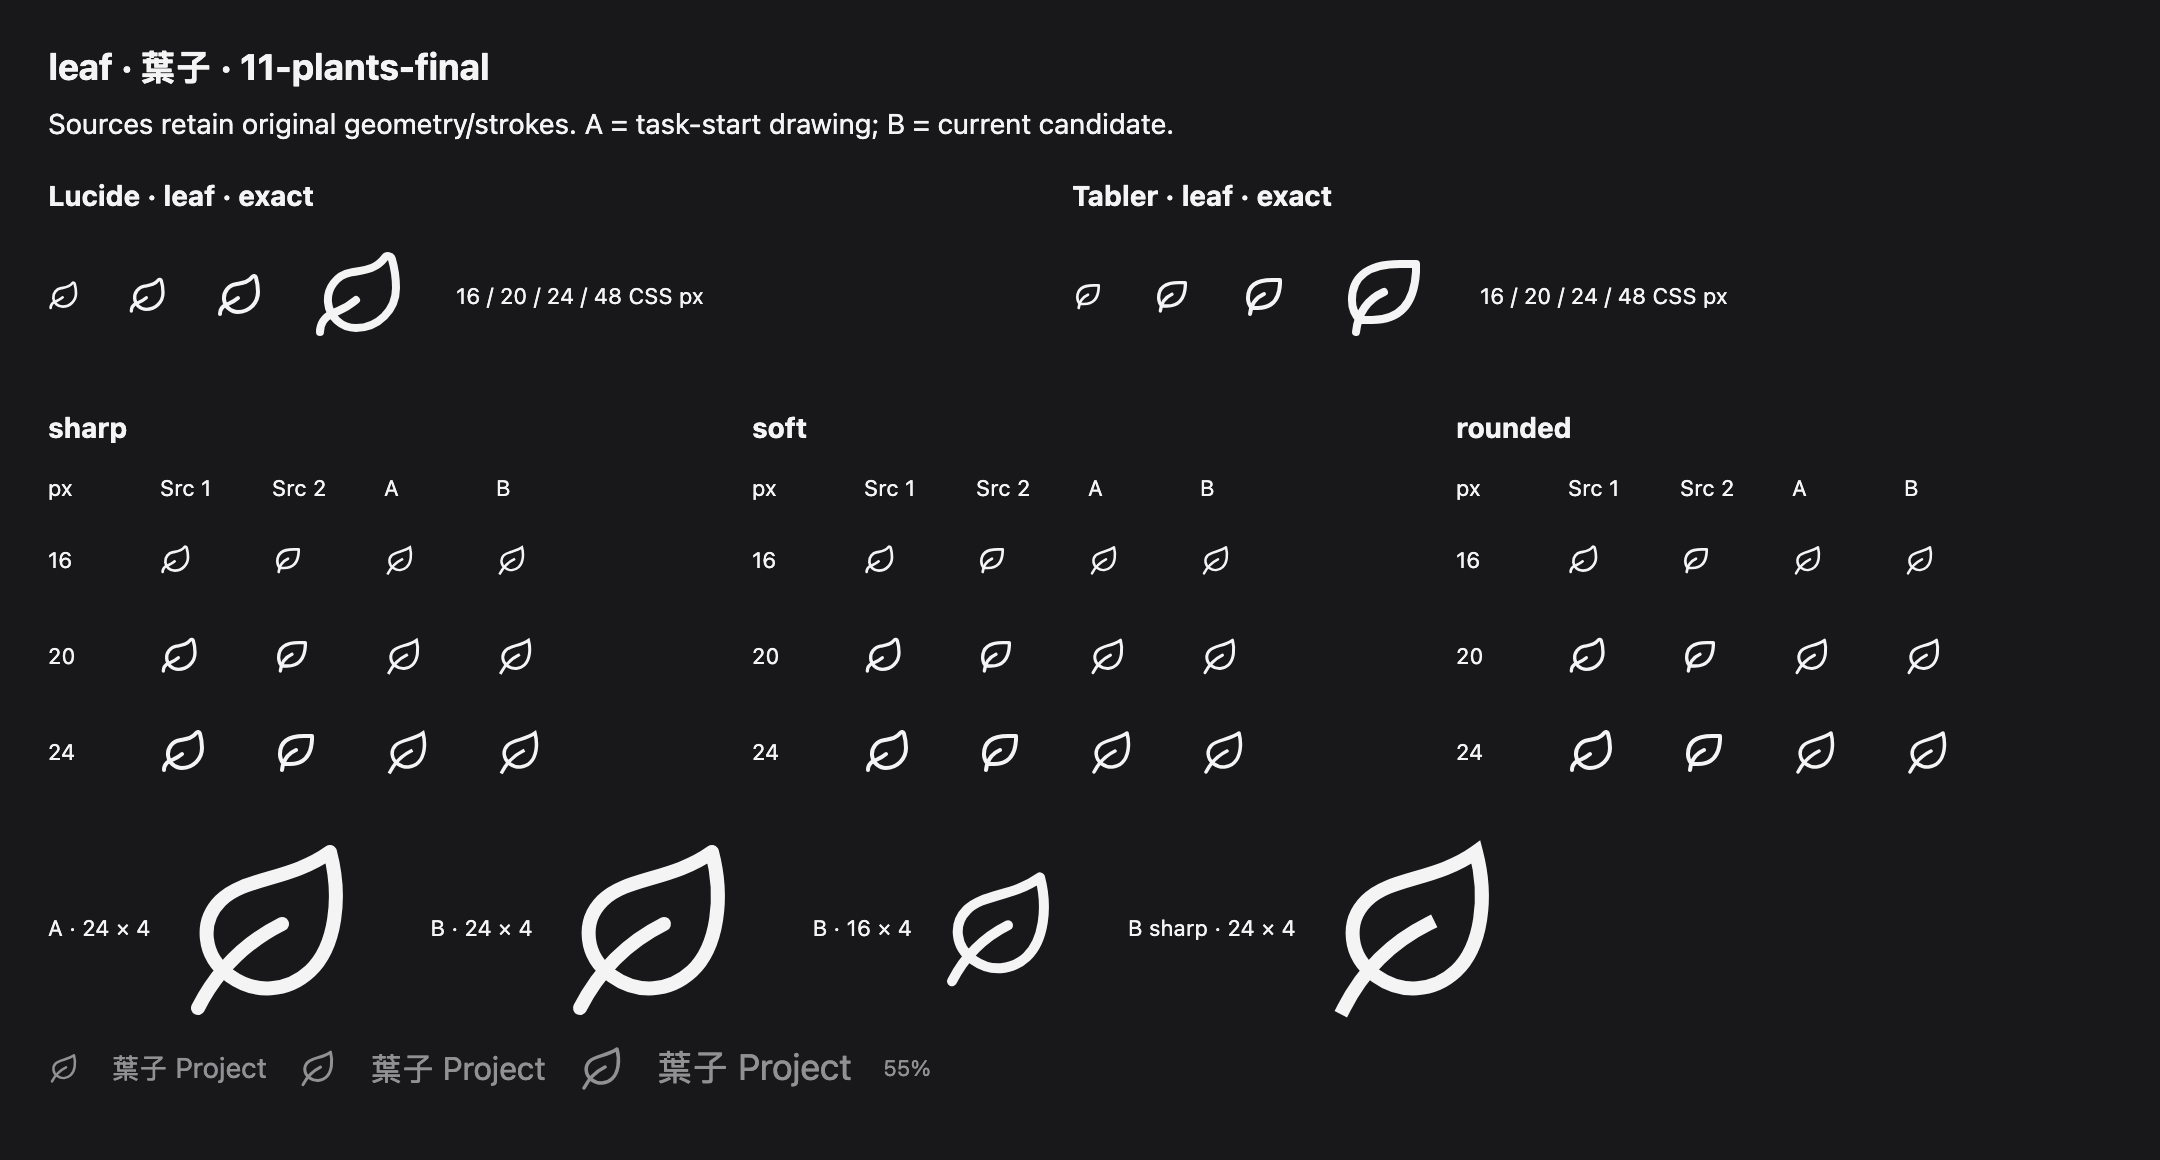 leaf · 葉子 · 11-plants-final
Sources retain original geometry/strokes. A = task-start drawing; B = current candidate.
Lucide · leaf · exact
16 / 20 / 24 / 48 CSS px
Tabler · leaf · exact
16 / 20 / 24 / 48 CSS px
sharp
px Src 1 Src 2 A B
16
20
24
soft
px Src 1 Src 2 A B
16
20
24
rounded
px Src 1 Src 2 A B
16
20
24
A · 24 × 4
B · 24 × 4
B · 16 × 4
B sharp · 24 × 4
葉子 Project 葉子 Project 葉子 Project 55%